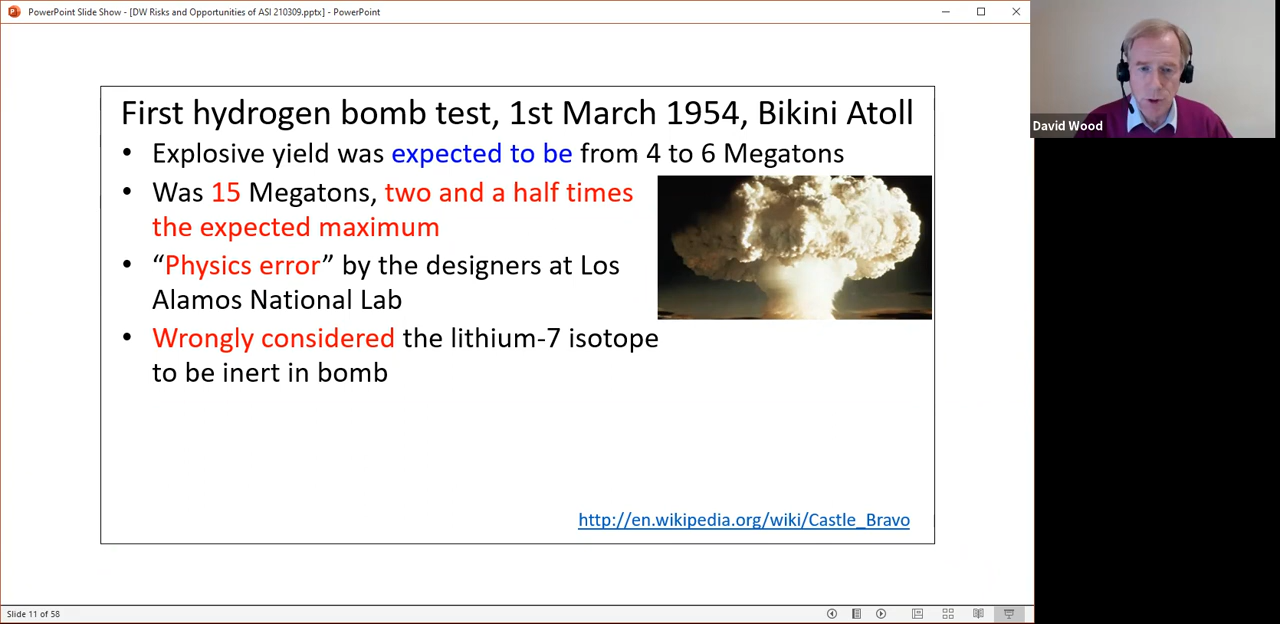 PowerPoint Slide Show - [DW Risks and Opportunities of ASI 210309.pptx] - PowerPoint
First hydrogen bomb test, 1st March 1954, Bikini Atoll
• Explosive yield was expected to be from 4 to 6 Megatons
• Was 15 Megatons, two and a half times
the expected maximum
• “Physics error” by the designers at Los
Alamos National Lab
• Wrongly considered the lithium-7 isotope
to be inert in bomb
http://en.wikipedia.org/wiki/Castle_Bravo
Slide 11 of 58
David Wood